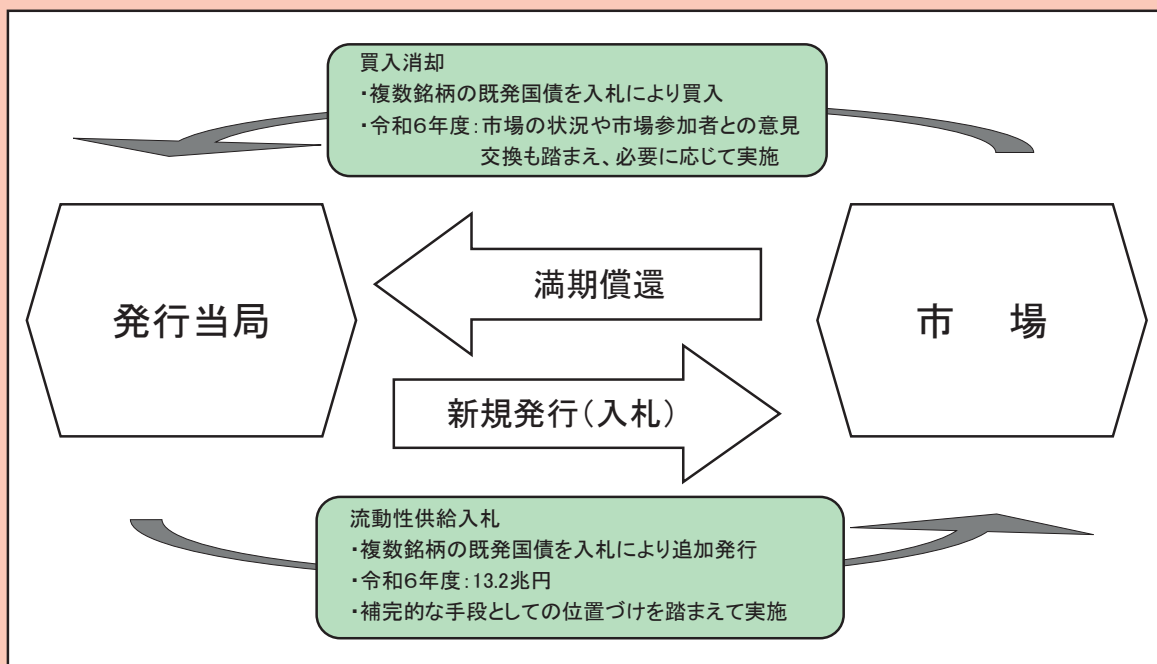 買入消却
・複数銘柄の既発国債を入札により買入
・令和6年度：市場の状況や市場参加者との意見
交換も踏まえ、必要に応じて実施
満期償還
発行当局
市　場
新規発行（入札）
流動性供給入札
・複数銘柄の既発国債を入札により追加発行
・令和6年度：13.2兆円
・補完的な手段としての位置づけを踏まえて実施